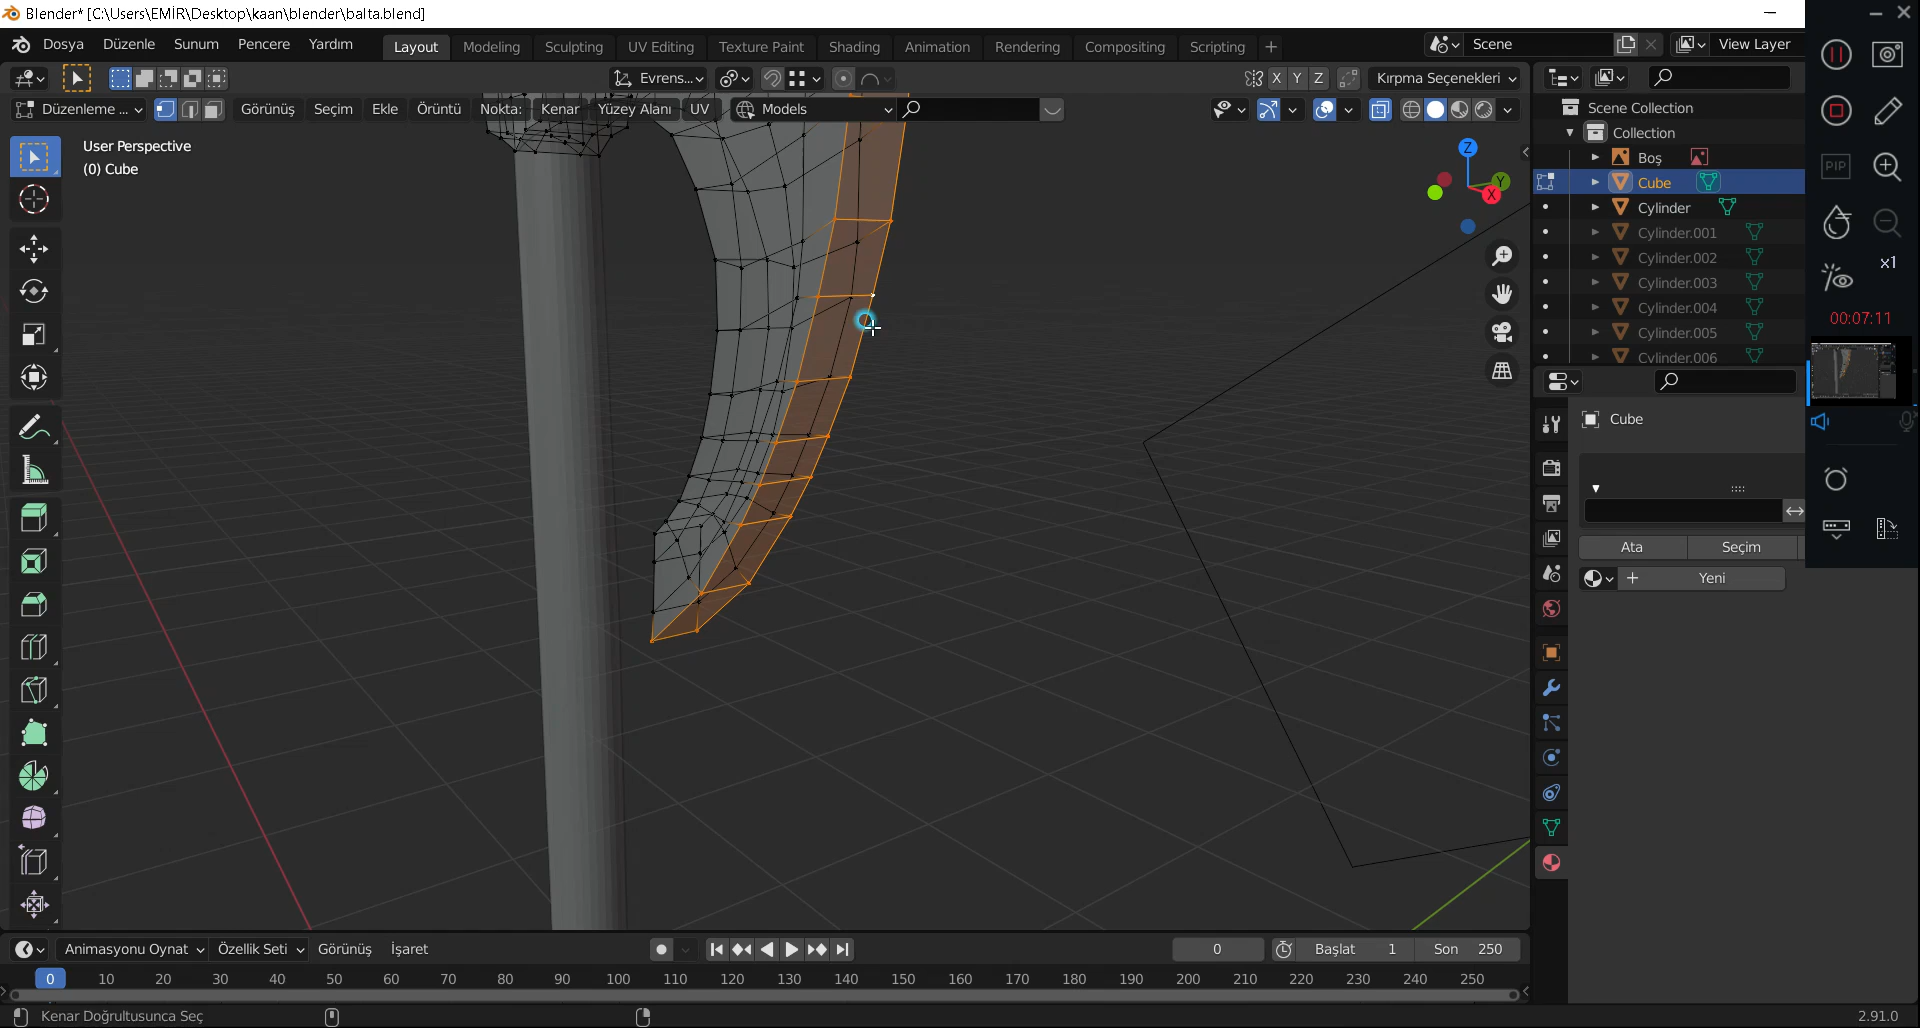 Blender* [C:\Users\EMİR\Desktop\kaan\blender\balta.blend]
Dosya Düzenle Sunum Pencere Yardım Layout Modeling Sculpting UV Editing Texture Paint Shading Animation Rendering Compositing Scripting + Scene View Layer
Evrens... X Y Z Kırpma Seçenekleri
Düzenleme ... Görünüş Seçim Ekle Örüntü Nokta: Kenar Yüzey Alanı UV Models
User Perspective
(0) Cube
Z
Y
X
Scene Collection
Collection
Boş
Cube
Cylinder
Cylinder.001
Cylinder.002
Cylinder.003
Cylinder.004
Cylinder.005
Cylinder.006
PIP
x1
00:07:11
Cube
Ata Seçim
+ Yeni
Animasyonu Oynat Özellik Seti Görünüş İşaret 0 Başlat 1 Son 250
0 10 20 30 40 50 60 70 80 90 100 110 120 130 140 150 160 170 180 190 200 210 220 230 240 250
Kenar Doğrultusunca Seç 2.91.0